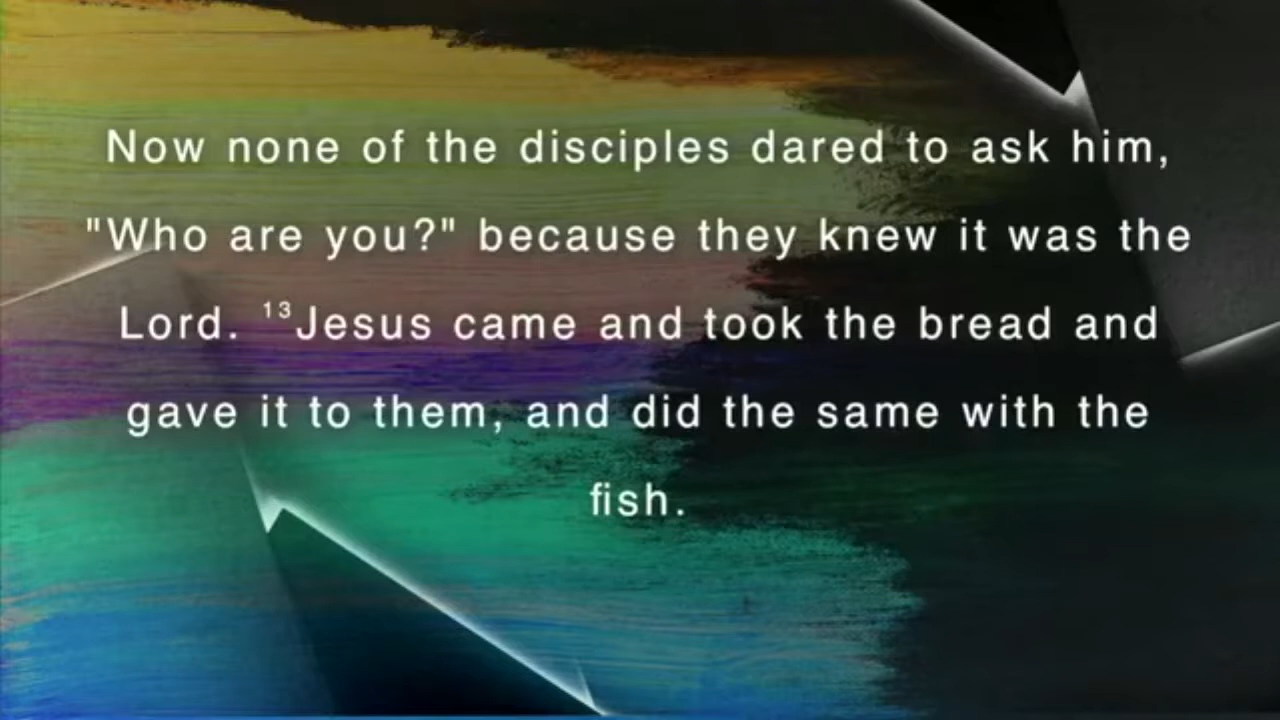 Now none of the disciples dared to ask him,
"Who are you?" because they knew it was the
Lord. ¹³Jesus came and took the bread and
gave it to them, and did the same with the
fish.